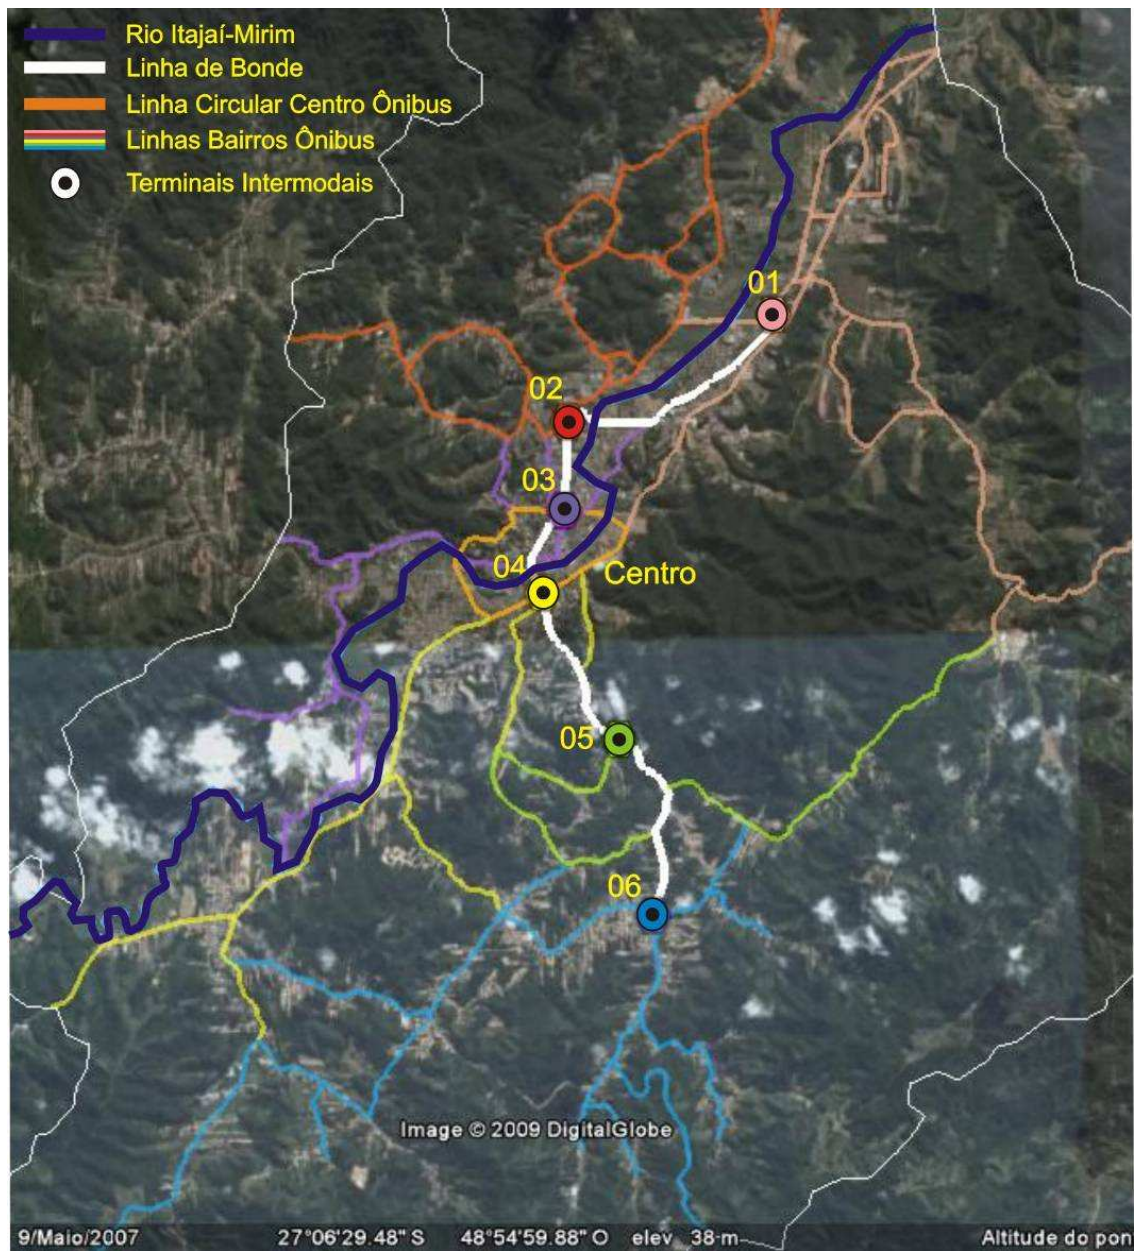 Rio Itajaí-Mirim
Linha de Bonde
Linha Circular Centro Ônibus
Linhas Bairros Ônibus
Terminais Intermodais
01
02
03
04
Centro
05
06
Image © 2009 DigitalGlobe
9/Maio/2007 27°06'29.48" S 48°54'59.88" O elev 38 m Altitude do pon